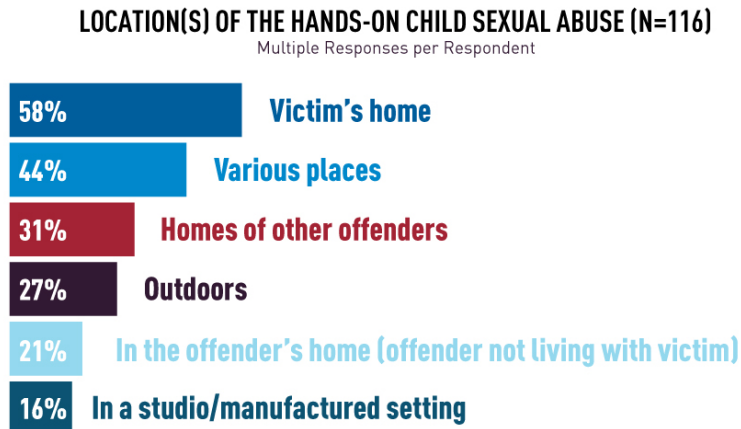 LOCATION(S) OF THE HANDS-ON CHILD SEXUAL ABUSE (N=116)
Multiple Responses per Respondent
58% Victim's home
44% Various places
31% Homes of other offenders
27% Outdoors
21% In the offender's home (offender not living with victim)
16% In a studio/manufactured setting